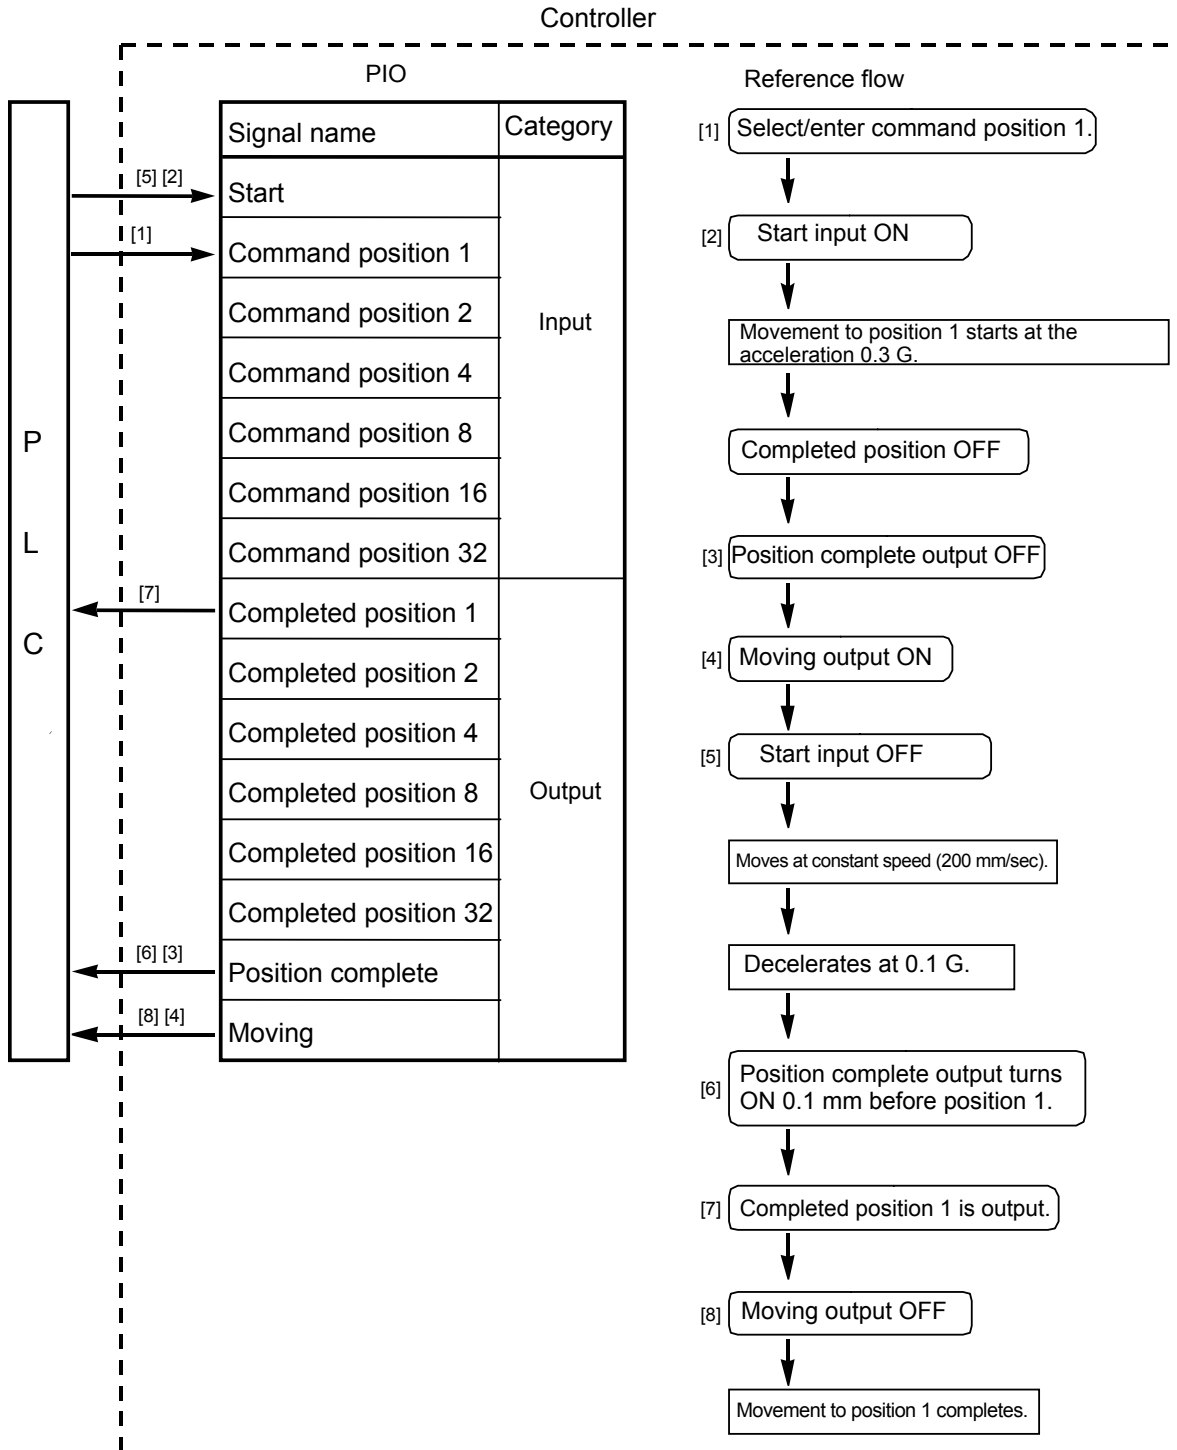 Controller
PIO
Reference flow
Signal name
Category
[5] [2]
Start
[1]
Command position 1
Command position 2
Input
Command position 4
Command position 8
Command position 16
Command position 32
[7]
Completed position 1
Completed position 2
Completed position 4
Completed position 8
Output
Completed position 16
Completed position 32
[6] [3]
Position complete
[8] [4]
Moving
P
L
C
[1] Select/enter command position 1.
[2] Start input ON
Movement to position 1 starts at the
acceleration 0.3 G.
Completed position OFF
[3] Position complete output OFF
[4] Moving output ON
[5] Start input OFF
Moves at constant speed (200 mm/sec).
Decelerates at 0.1 G.
[6] Position complete output turns
ON 0.1 mm before position 1.
[7] Completed position 1 is output.
[8] Moving output OFF
Movement to position 1 completes.